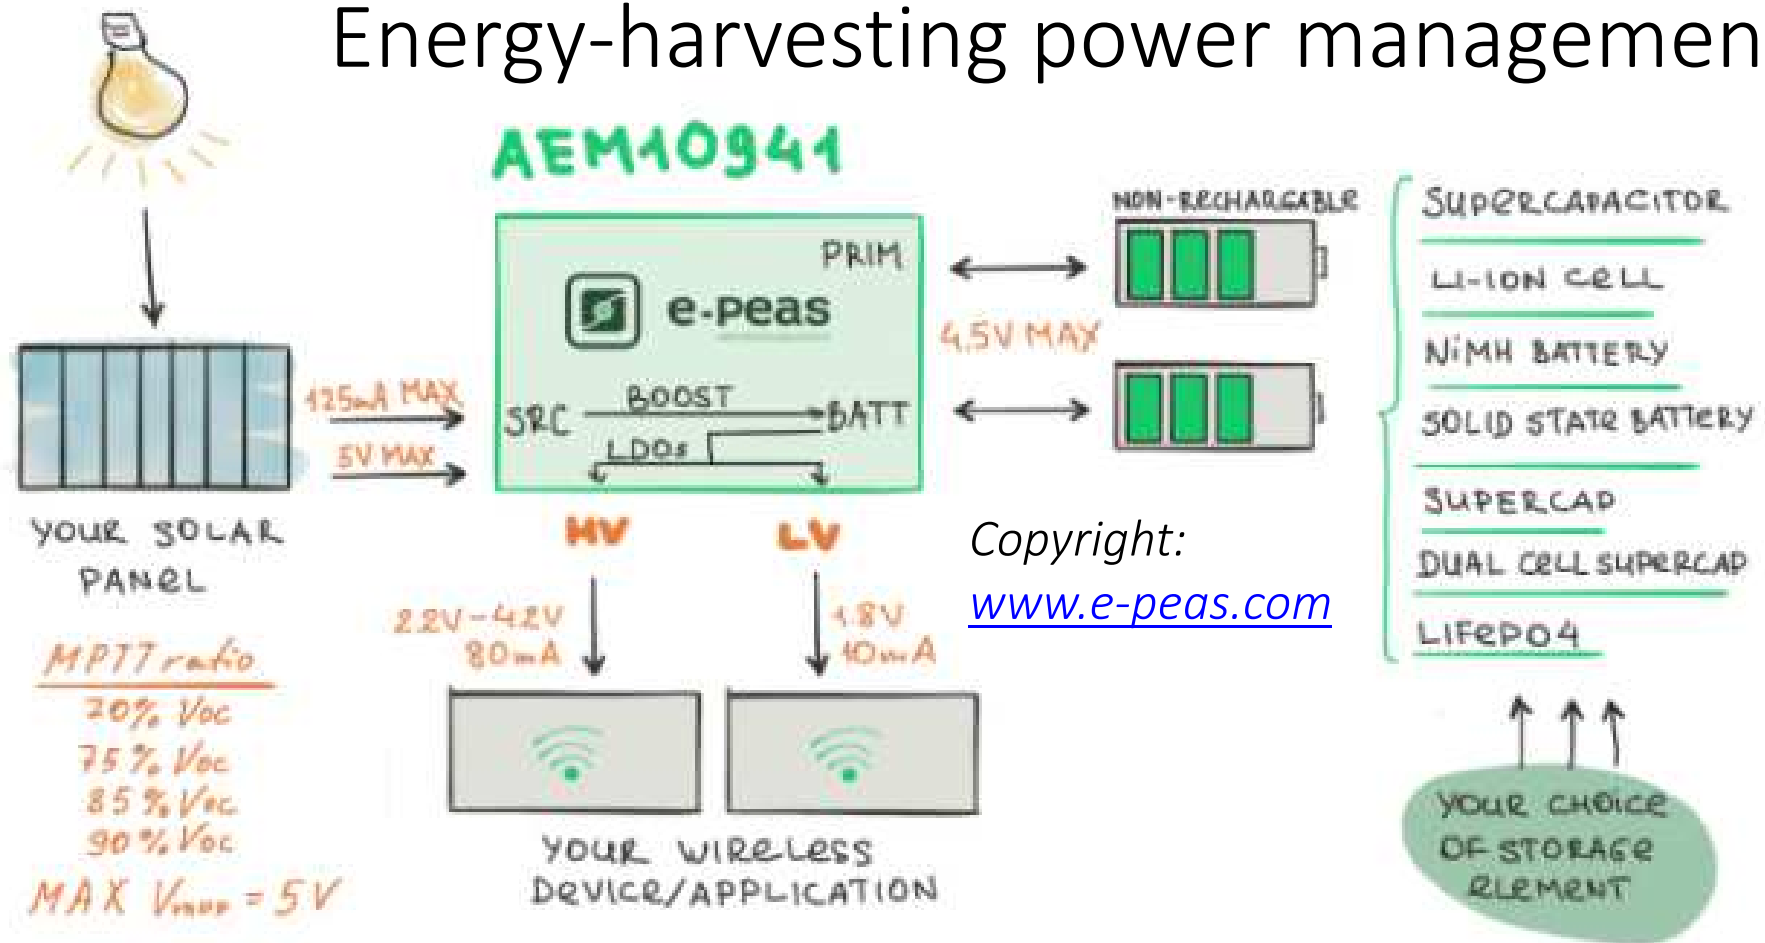 Energy-harvesting power managemen
AEM10941
NON-RECHARGABLE
PRIM
e-peas
4.5V MAX
125mA MAX
5V MAX
SRC
BOOST
BATT
LDOs
HV
LV
YOUR SOLAR
PANEL
2.2V-4.2V
80mA
1.8V
10mA
Copyright:
www.e-peas.com
SUPERCAPACITOR
LI-ION CELL
NiMH BATTERY
SOLID STATE BATTERY
SUPERCAP
DUAL CELL SUPERCAP
LIFePO4
MPTT ratio
70% Voc
75% Voc
85% Voc
90% Voc
MAX Vmpp = 5V
YOUR WIRELESS
DEVICE/APPLICATION
YOUR CHOICE
OF STORAGE
ELEMENT